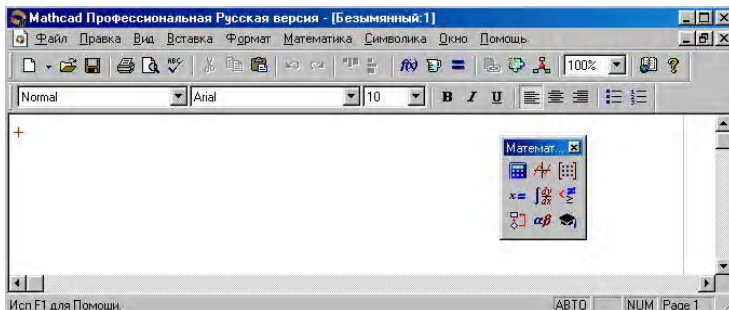 Mathcad Профессиональная Русская версия - [Безымянный:1]
Файл Правка Вид Вставка Формат Математика Символика Окно Помощь
100%
Normal Arial 10 B I U
Математ...
x=
αβ
Исп F1 для Помощи. АВТО NUM Page 1